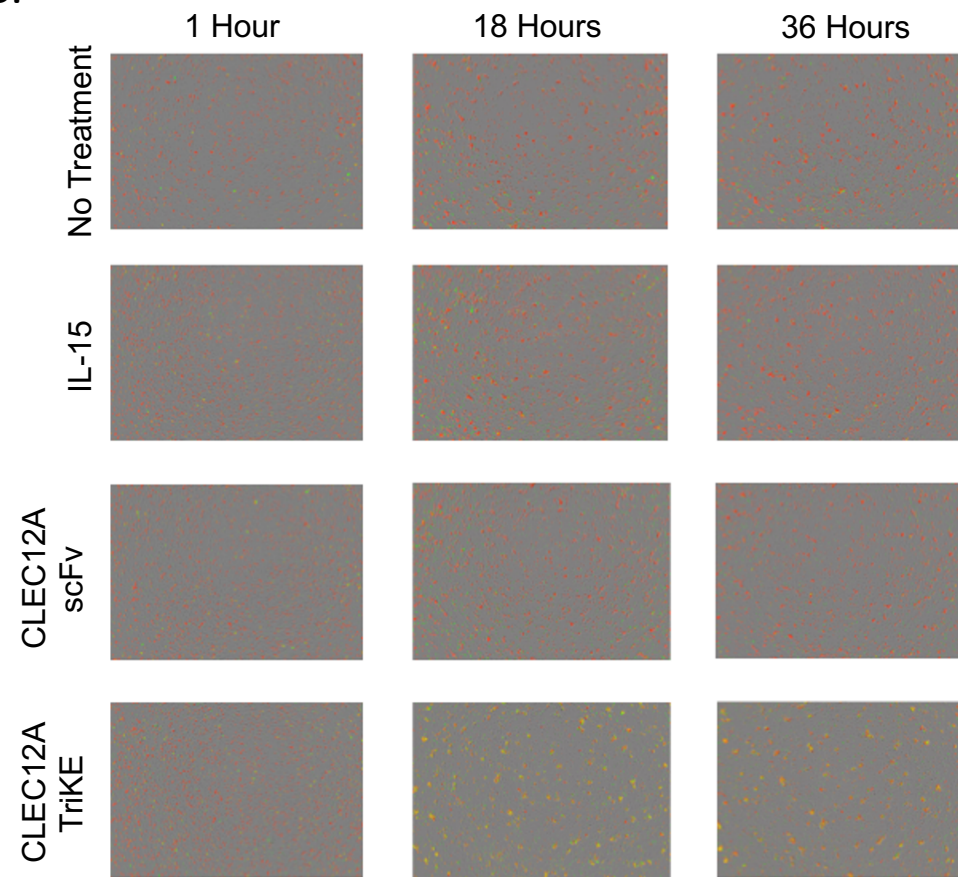 1 Hour
18 Hours
36 Hours
No Treatment
IL-15
CLEC12A
scFv
CLEC12A
TriKE